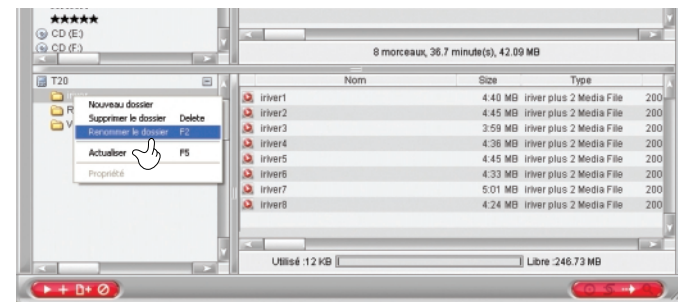 ★★★★★
CD (E:)
CD (F:)
8 morceaux, 36.7 minute(s), 42.09 MB
T20
R
V
Nouveau dossier
Supprimer le dossier Delete
Renommer le dossier F2
Actualiser F5
Propriété
Nom Size Type
iriver1 4:40 MB iriver plus 2 Media File 200
iriver2 4:45 MB iriver plus 2 Media File 200
iriver3 3:59 MB iriver plus 2 Media File 200
iriver4 4:36 MB iriver plus 2 Media File 200
iriver5 4:45 MB iriver plus 2 Media File 200
iriver6 4:33 MB iriver plus 2 Media File 200
iriver7 5:01 MB iriver plus 2 Media File 200
iriver8 4:24 MB iriver plus 2 Media File 200
Utilisé :12 KB
Libre :246.73 MB